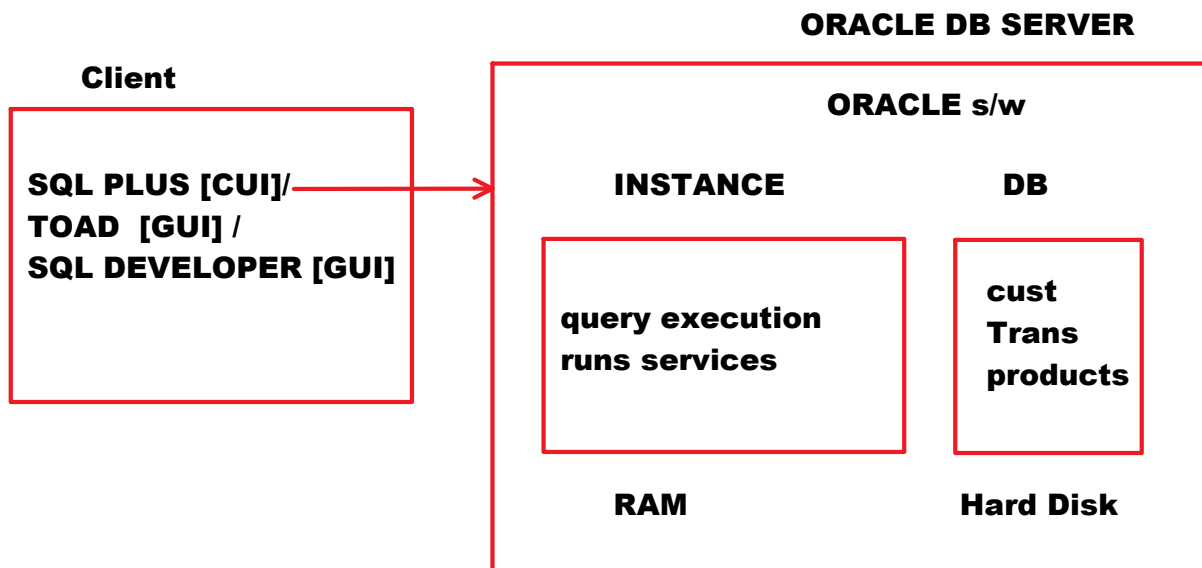 ORACLE DB SERVER
Client
ORACLE s/w
SQL PLUS [CUI]/
TOAD [GUI] /
SQL DEVELOPER [GUI]
INSTANCE
DB
query execution
runs services
cust
Trans
products
RAM
Hard Disk